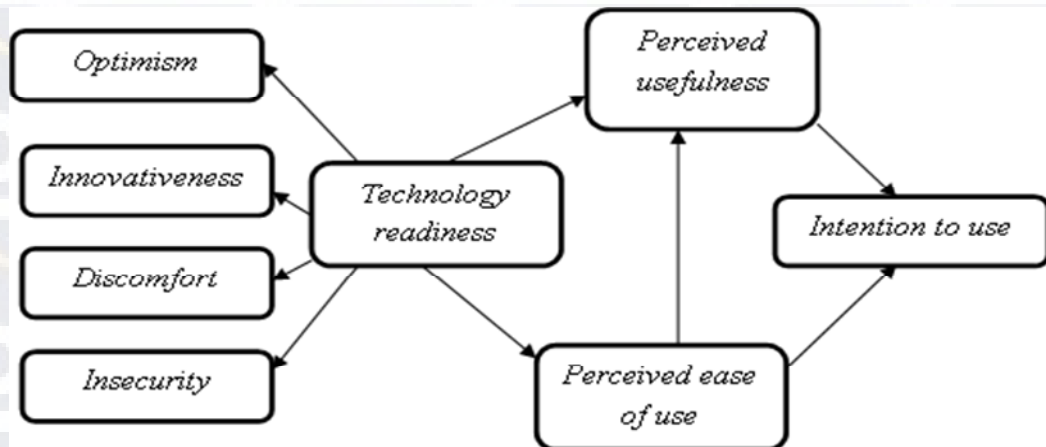 Optimism
Innovativeness
Discomfort
Insecurity
Technology
readiness
Perceived
usefulness
Perceived ease
of use
Intention to use